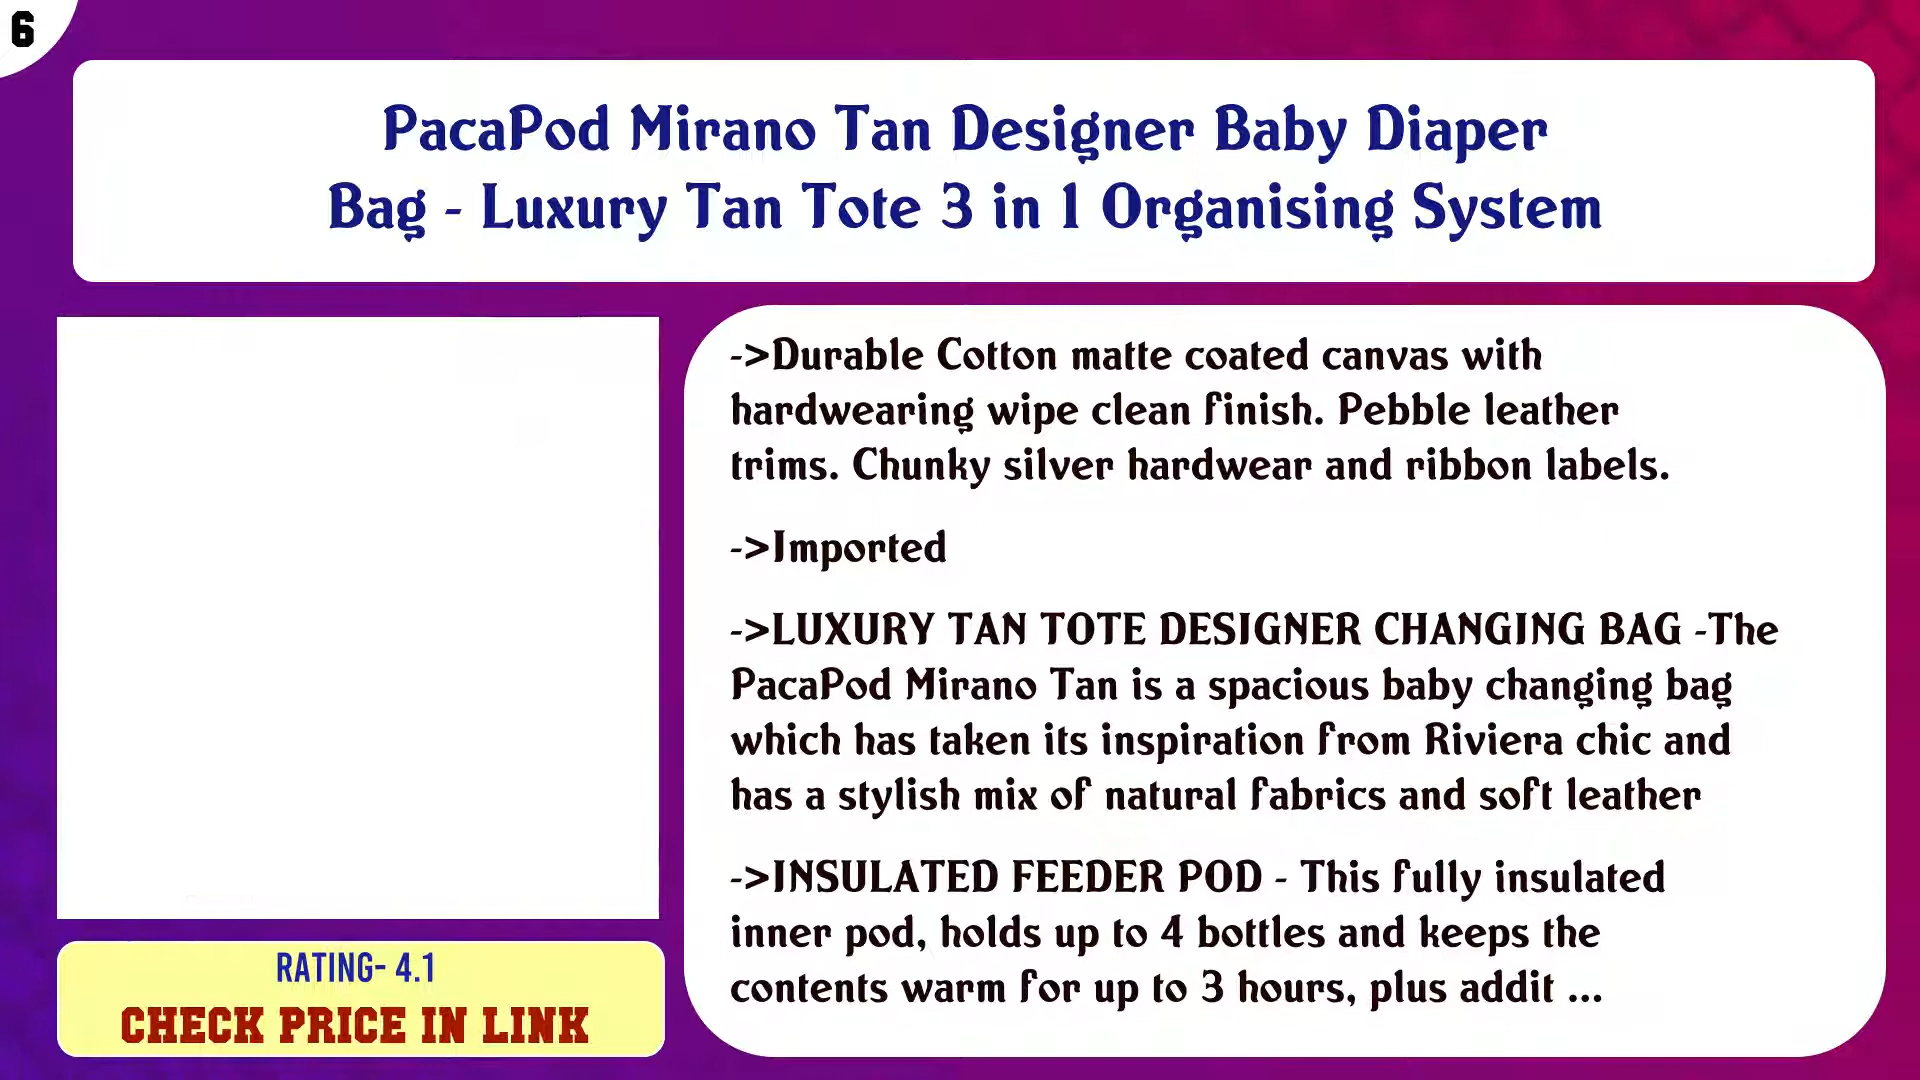 6
PacaPod Mirano Tan Designer Baby Diaper
Bag - Luxury Tan Tote 3 in 1 Organising System
->Durable Cotton matte coated canvas with
hardwearing wipe clean finish. Pebble leather
trims. Chunky silver hardwear and ribbon labels.
->Imported
->LUXURY TAN TOTE DESIGNER CHANGING BAG -The
PacaPod Mirano Tan is a spacious baby changing bag
which has taken its inspiration from Riviera chic and
has a stylish mix of natural fabrics and soft leather
->INSULATED FEEDER POD - This fully insulated
inner pod, holds up to 4 bottles and keeps the
contents warm for up to 3 hours, plus addit ...
RATING- 4.1
CHECK PRICE IN LINK